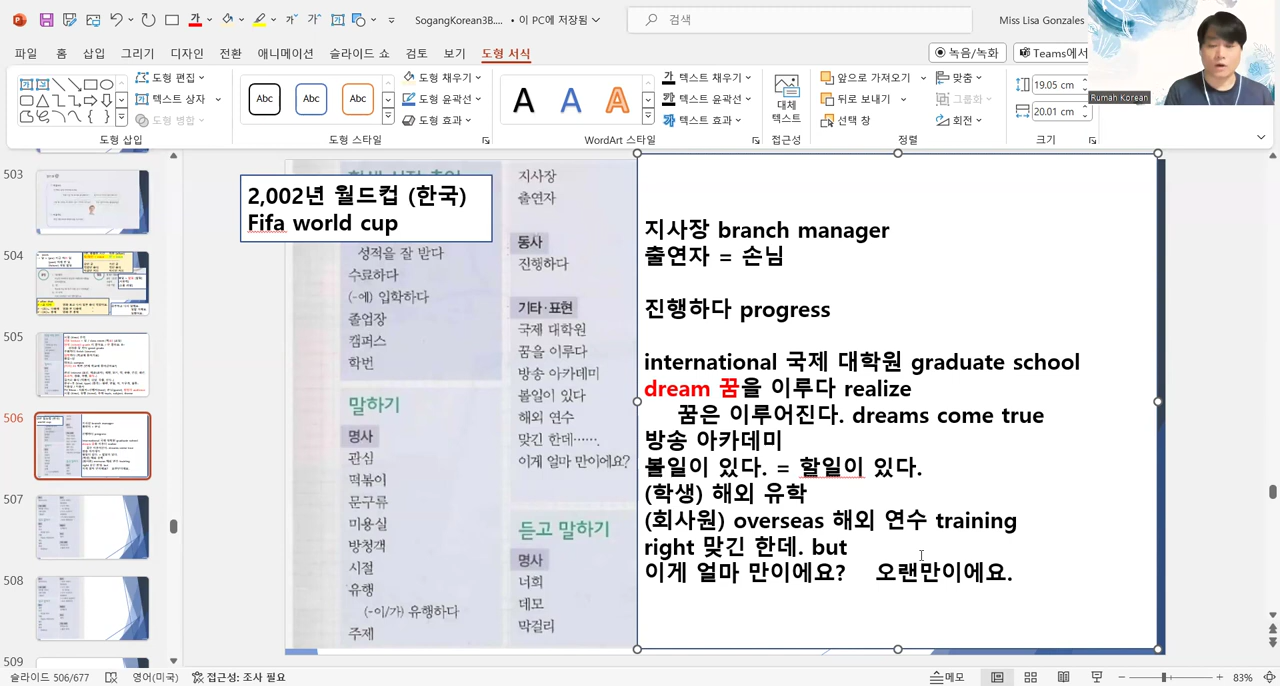 SogangKorean3B.... • 이 PC에 저장됨
검색
Miss Lisa Gonzales
파일 홈 삽입 그리기 디자인 전환 애니메이션 슬라이드 쇼 검토 보기 도형 서식
녹음/녹화
Teams에서
Rumah Korean
도형 편집
텍스트 상자
도형 병합
도형 삽입
Abc Abc Abc
도형 채우기
도형 윤곽선
도형 효과
도형 스타일
A A A
텍스트 채우기
텍스트 윤곽선
텍스트 효과
WordArt 스타일
대체
텍스트
접근성
앞으로 가져오기
뒤로 보내기
선택 창
맞춤
그룹화
회전
정렬
19.05 cm
20.01 cm
크기
503
504
505
506
507
508
509
2,002년 월드컵 (한국)
Fifa world cup
성적을 잘 받다
수료하다
(-에) 입학하다
졸업장
캠퍼스
학번
말하기
명사
관심
떡볶이
문구류
미용실
방청객
시절
유행
(-이/가) 유행하다
주제
지사장
출연자
동사
진행하다
기타·표현
국제 대학원
꿈을 이루다
방송 아카데미
볼일이 있다
해외 연수
맞긴 한데……
이게 얼마 만이에요?
듣고 말하기
명사
너희
데모
막걸리
지사장 branch manager
출연자 = 손님
진행하다 progress
international 국제 대학원 graduate school
dream 꿈을 이루다 realize
꿈은 이루어진다. dreams come true
방송 아카데미
볼일이 있다. = 할일이 있다.
(학생) 해외 유학
(회사원) overseas 해외 연수 training
right 맞긴 한데. but
이게 얼마 만이에요? 오랜만이에요.
슬라이드 506/677
영어(미국)
접근성: 조사 필요
메모
83%